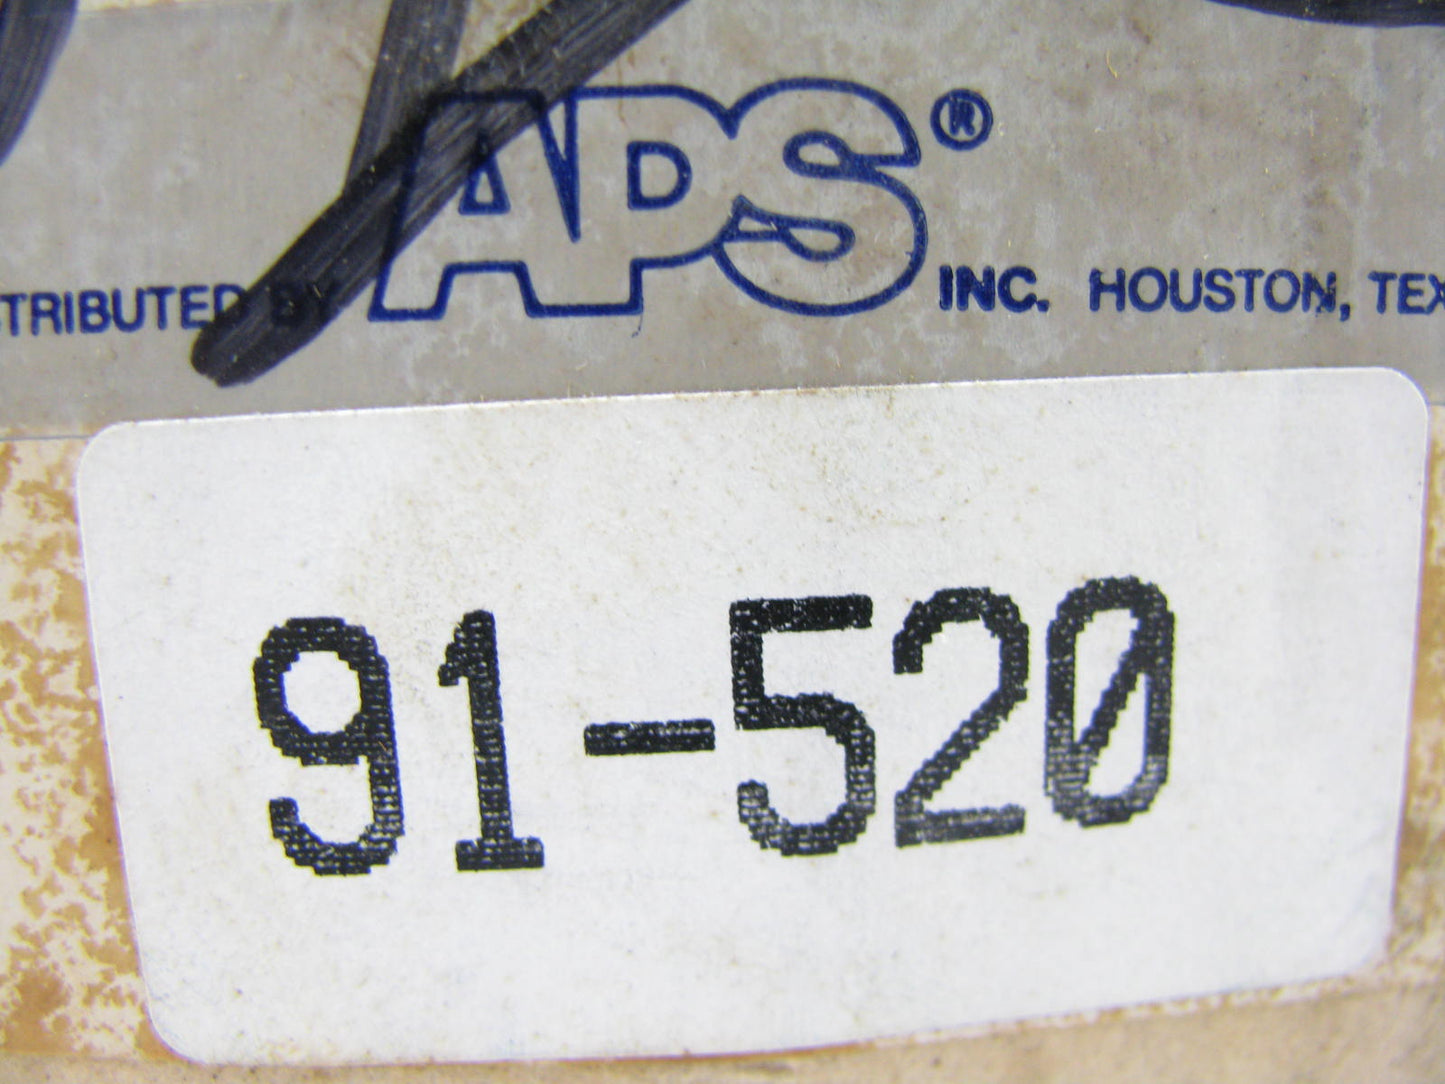 TRIBUTED BY APS® INC. HOUSTON, TEX
91-520